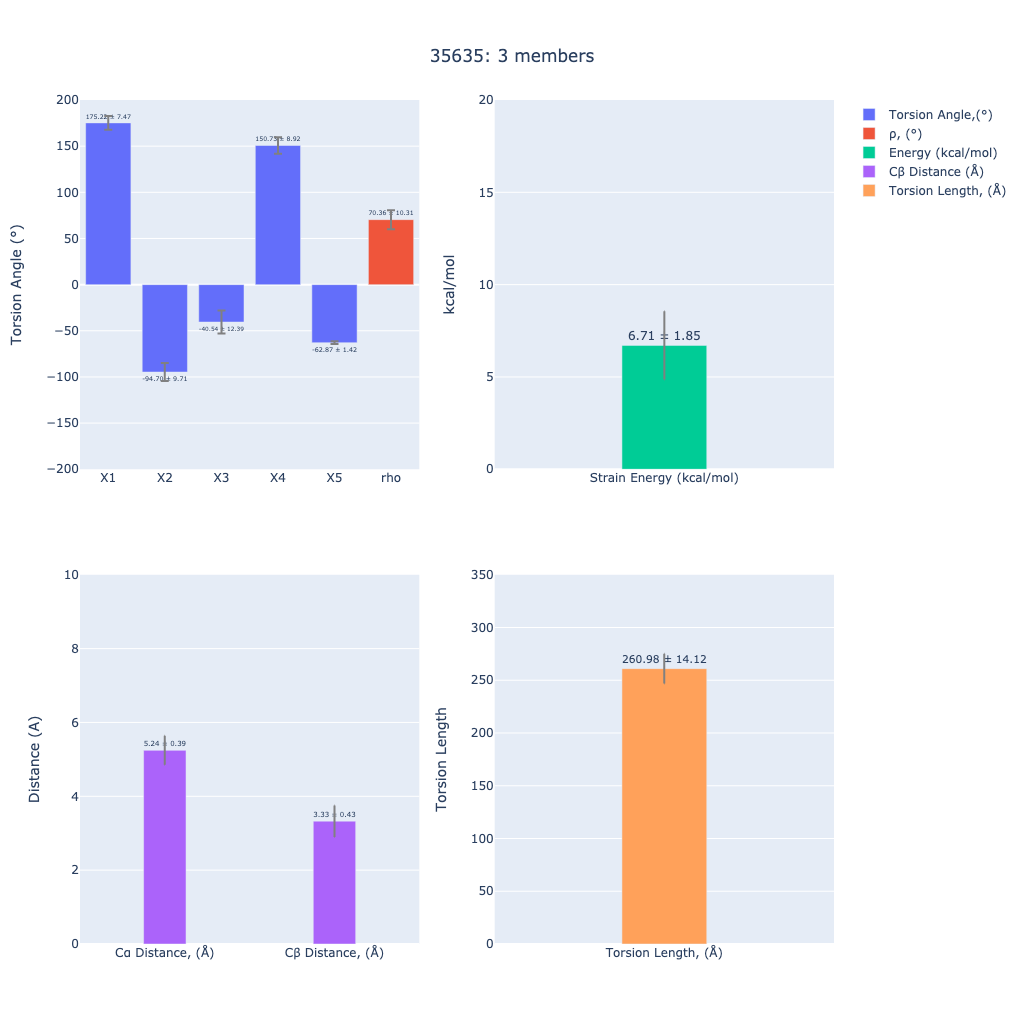 35635: 3 members
Torsion Angle (°)
200
150
100
50
0
−50
−100
−150
−200
175.22 ± 7.47
-94.70 ± 9.71
-40.54 ± 12.39
150.73 ± 8.92
-62.87 ± 1.42
70.36 ± 10.31
X1 X2 X3 X4 X5 rho
kcal/mol
20
15
10
5
0
6.71 ± 1.85
Strain Energy (kcal/mol)
Torsion Angle,(°)
ρ, (°)
Energy (kcal/mol)
Cβ Distance (Å)
Torsion Length, (Å)
Distance (A)
10
8
6
4
2
0
5.24 ± 0.39
3.33 ± 0.43
Cα Distance, (Å) Cβ Distance, (Å)
Torsion Length
350
300
250
200
150
100
50
0
260.98 ± 14.12
Torsion Length, (Å)